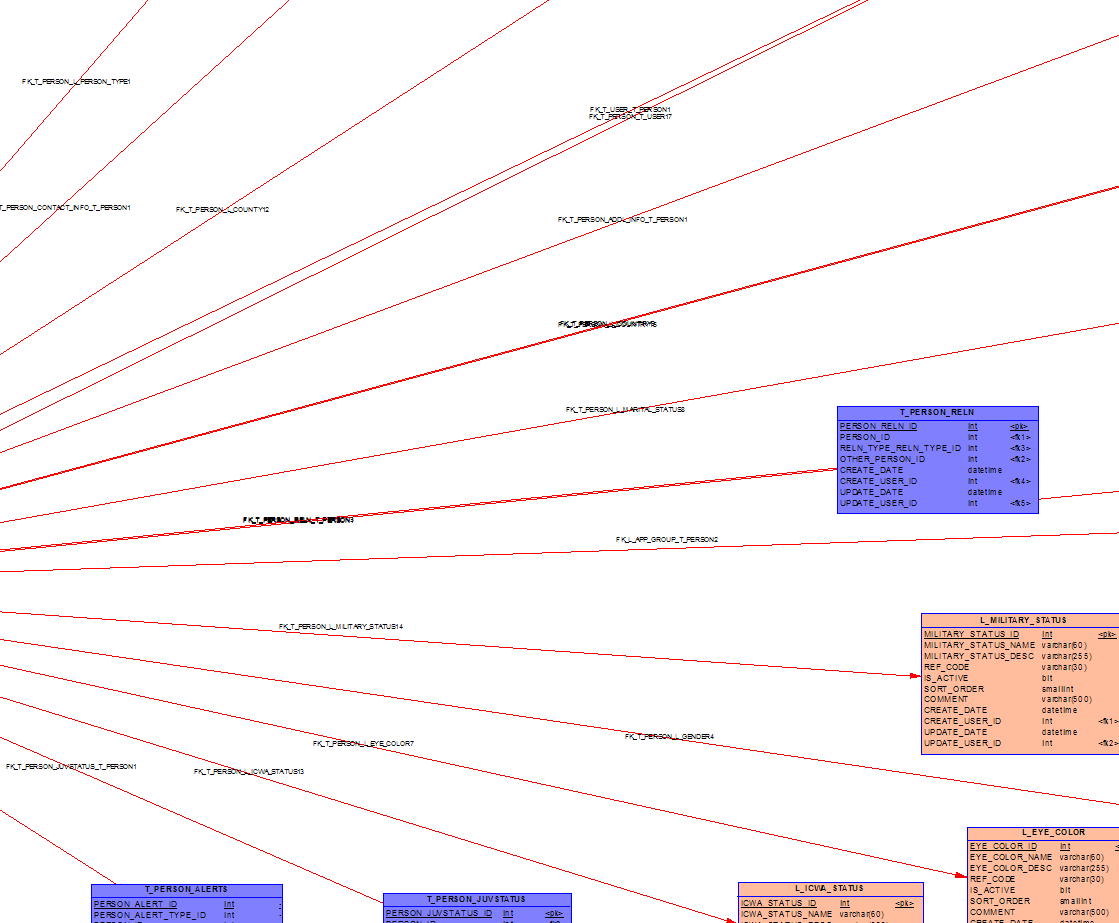 FK_T_PERSON_L_PERSON_TYPE1
FK_T_USER_T_PERSON1
FK_T_PERSON_T_USER17
T_PERSON_CONTACT_INFO_T_PERSON1
FK_T_PERSON_L_COUNTY12
FK_T_PERSON_ADDL_INFO_T_PERSON1
FK_T_PERSON_L_MARITAL_STATUS8
T_PERSON_RELN
PERSON_RELN_ID int <pk>
PERSON_ID int <fk1>
RELN_TYPE_RELN_TYPE_ID int <fk3>
OTHER_PERSON_ID int <fk2>
CREATE_DATE datetime
CREATE_USER_ID int <fk4>
UPDATE_DATE datetime
UPDATE_USER_ID int <fk5>
FK_T_PERSON_RELN_T_PERSON3
FK_L_APP_GROUP_T_PERSON2
FK_T_PERSON_L_MILITARY_STATUS14
L_MILITARY_STATUS
MILITARY_STATUS_ID int <pk>
MILITARY_STATUS_NAME varchar(60)
MILITARY_STATUS_DESC varchar(255)
REF_CODE varchar(30)
IS_ACTIVE bit
SORT_ORDER smallint
COMMENT varchar(500)
CREATE_DATE datetime
CREATE_USER_ID int <fk1>
UPDATE_DATE datetime
UPDATE_USER_ID int <fk2>
FK_T_PERSON_L_GENDER4
FK_T_PERSON_L_EYE_COLOR7
FK_T_PERSON_JUVSTATUS_T_PERSON1
FK_T_PERSON_L_ICWA_STATUS13
L_EYE_COLOR
EYE_COLOR_ID int
EYE_COLOR_NAME varchar(60)
EYE_COLOR_DESC varchar(255)
REF_CODE varchar(30)
IS_ACTIVE bit
SORT_ORDER smallint
COMMENT varchar(500)
CREATE_DATE datetime
T_PERSON_ALERTS
PERSON_ALERT_ID int
PERSON_ALERT_TYPE_ID int
T_PERSON_JUVSTATUS
PERSON_JUVSTATUS_ID int <pk>
L_ICWA_STATUS
ICWA_STATUS_ID int <pk>
ICWA_STATUS_NAME varchar(60)